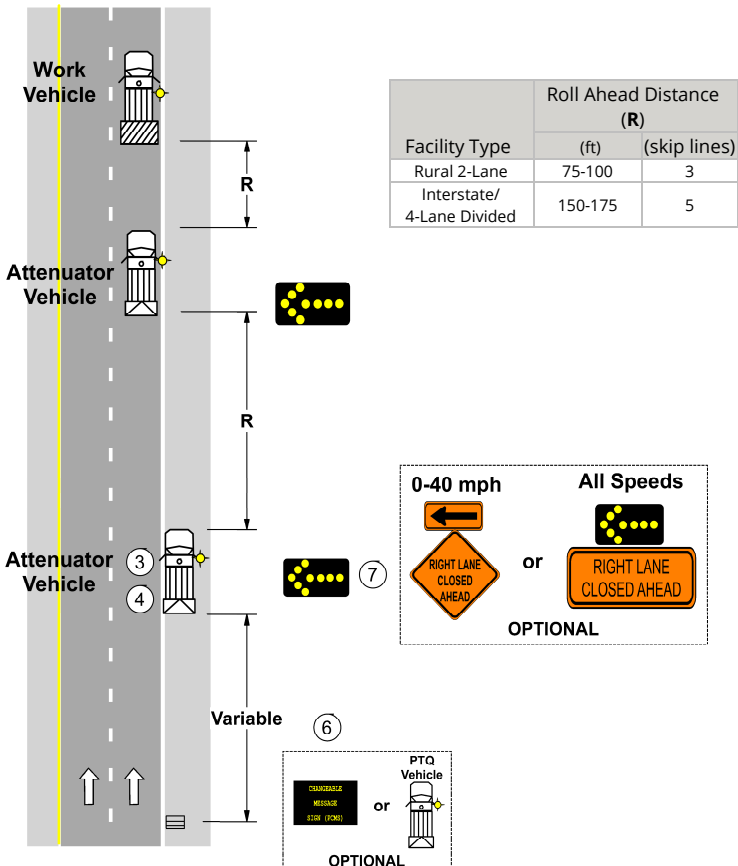 Work
Vehicle
Roll Ahead Distance
(R)
Facility Type
(ft)
(skip lines)
Rural 2-Lane
75-100
3
Interstate/
4-Lane Divided
150-175
5
R
Attenuator
Vehicle
R
0-40 mph
All Speeds
RIGHT LANE
CLOSED
AHEAD
or
RIGHT LANE
CLOSED AHEAD
OPTIONAL
Attenuator
Vehicle
3
4
7
Variable
6
CHANGEABLE
MESSAGE
SIGN (PCMS)
or
PTQ
Vehicle
OPTIONAL